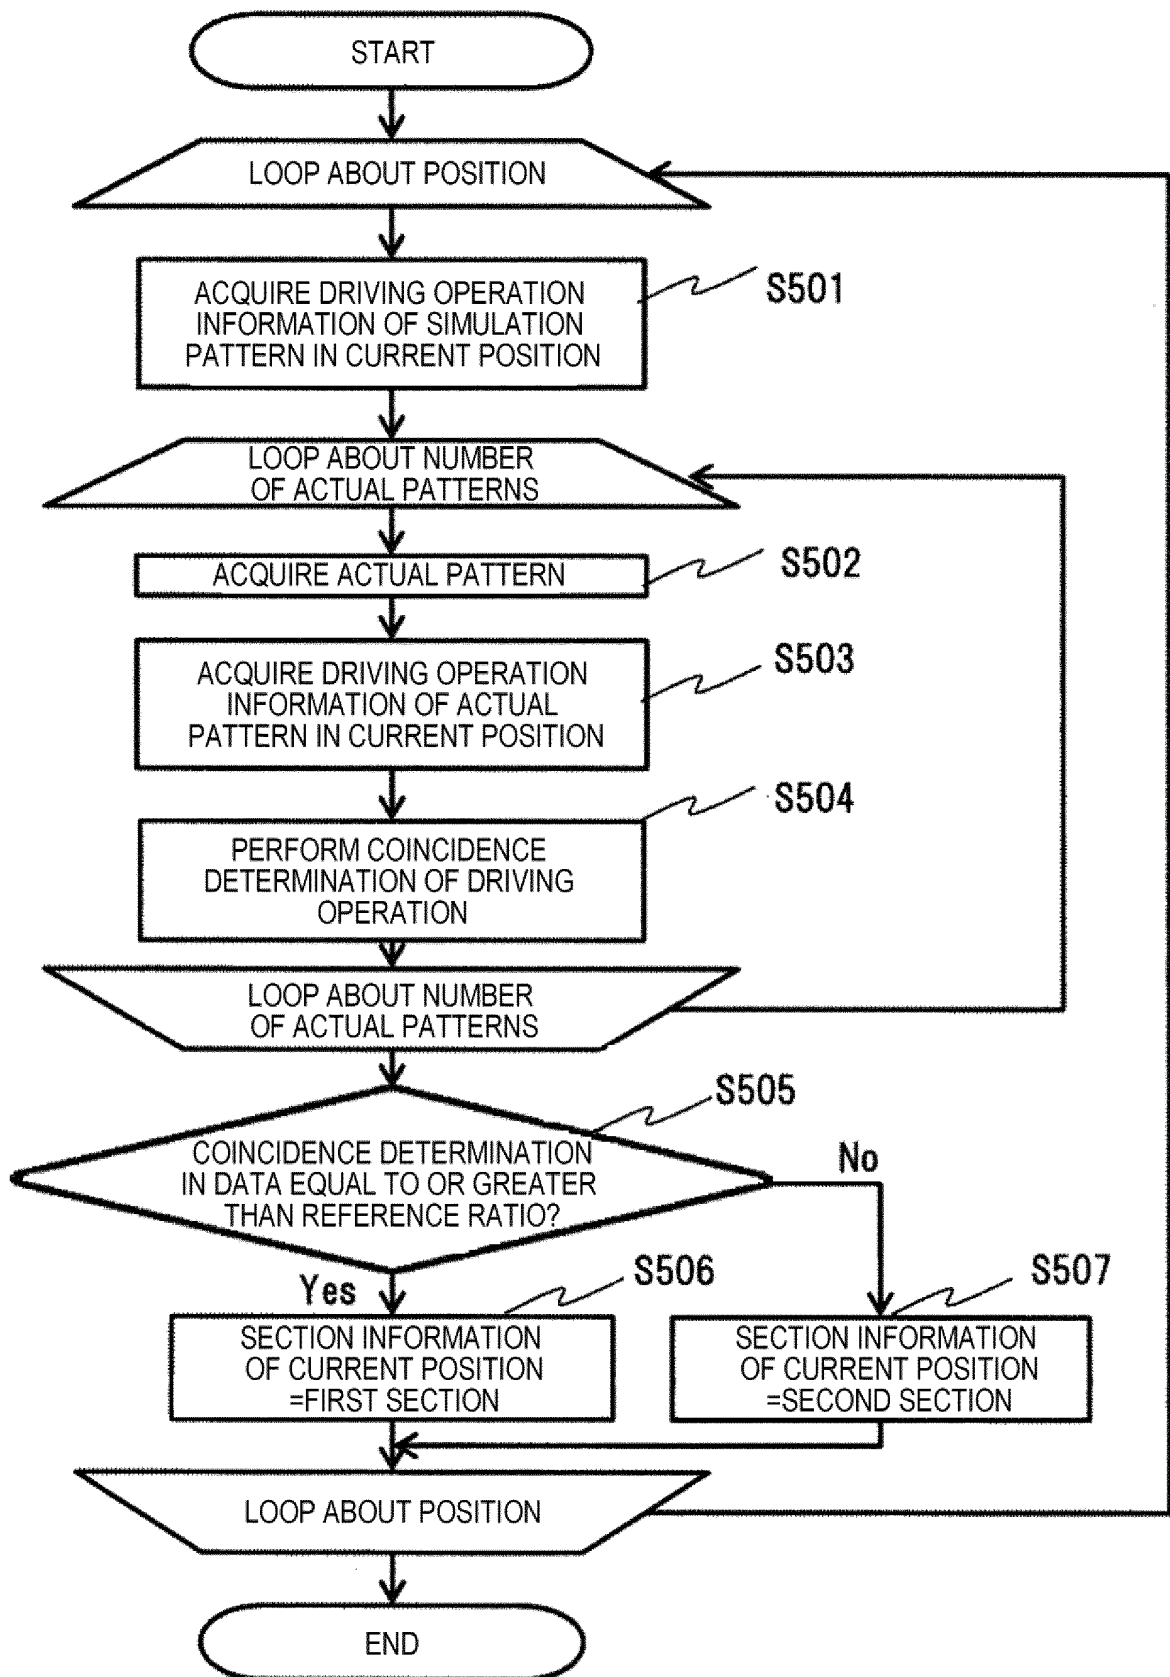 START
LOOP ABOUT POSITION
ACQUIRE DRIVING OPERATION
INFORMATION OF SIMULATION
PATTERN IN CURRENT POSITION
S501
LOOP ABOUT NUMBER
OF ACTUAL PATTERNS
ACQUIRE ACTUAL PATTERN
S502
ACQUIRE DRIVING OPERATION
INFORMATION OF ACTUAL
PATTERN IN CURRENT POSITION
S503
PERFORM COINCIDENCE
DETERMINATION OF DRIVING
OPERATION
S504
LOOP ABOUT NUMBER
OF ACTUAL PATTERNS
S505
COINCIDENCE DETERMINATION
IN DATA EQUAL TO OR GREATER
THAN REFERENCE RATIO?
No
Yes
S506
SECTION INFORMATION
OF CURRENT POSITION
=FIRST SECTION
S507
SECTION INFORMATION
OF CURRENT POSITION
=SECOND SECTION
LOOP ABOUT POSITION
END